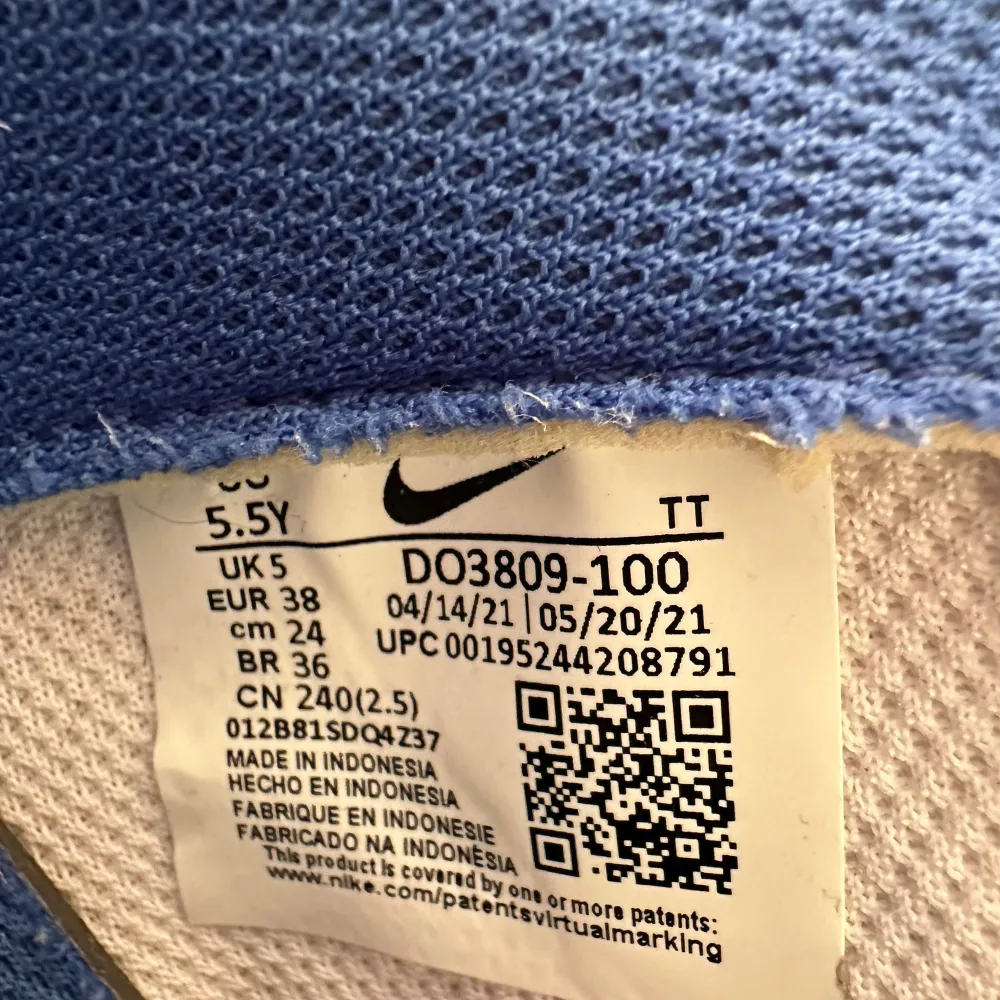 5.5Y
TT
UK 5
EUR 38
cm 24
BR 36
CN 240(2.5)
DO3809-100
04/14/21 | 05/20/21
UPC 00195244208791
012B81SDQ4Z37
MADE IN INDONESIA
HECHO EN INDONESIA
FABRIQUE EN INDONESIE
FABRICADO NA INDONÉSIA
This product is covered by one or more patents:
www.nike.com/patentsvirtualmarking